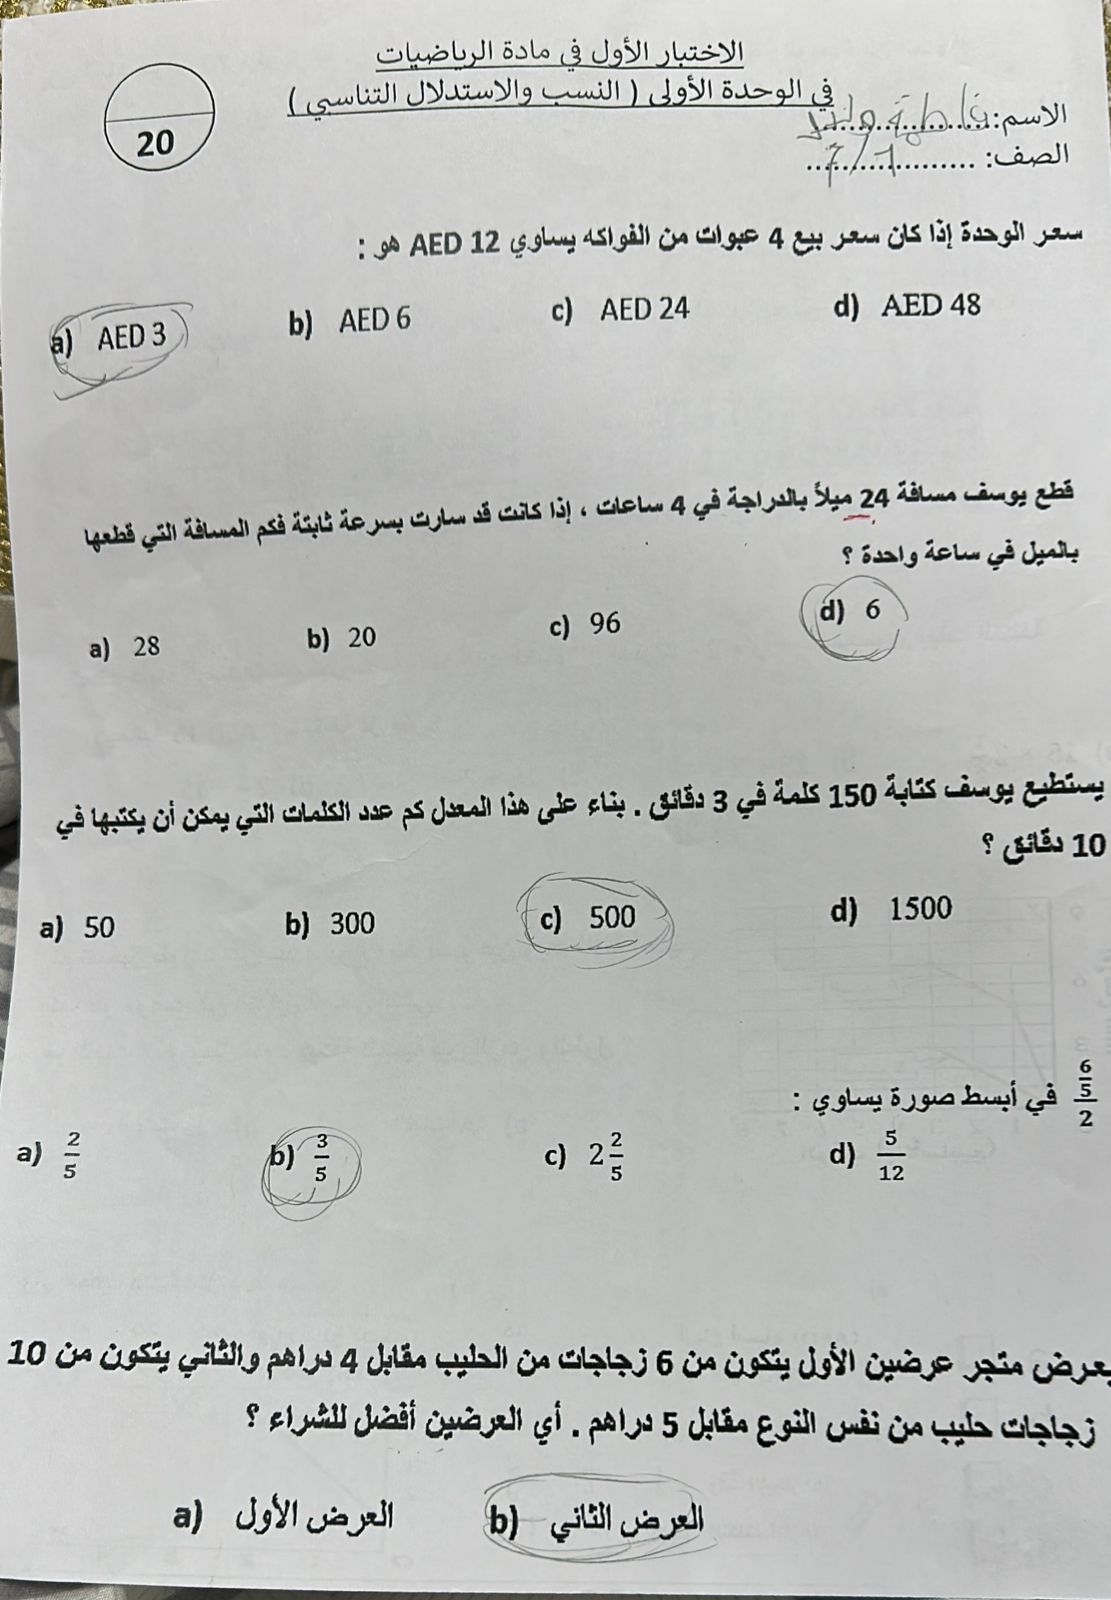 الاختبار الأول في مادة الرياضيات
في الوحدة الأولى ( النسب والاستدلال التناسبي )
20
الاسم: فاطمة
الصف: 7/1
سعر الوحدة إذا كان سعر بيع 4 عبوات من الفواكه يساوي AED 12 هو :
a) AED 3 b) AED 6 c) AED 24 d) AED 48
قطع يوسف مسافة 24 ميلاً بالدراجة في 4 ساعات ، إذا كانت قد سارت بسرعة ثابتة فكم المسافة التي قطعها
بالميل في ساعة واحدة ؟
a) 28 b) 20 c) 96 d) 6
يستطيع يوسف كتابة 150 كلمة في 3 دقائق . بناء على هذا المعدل كم عدد الكلمات التي يمكن أن يكتبها في
10 دقائق ؟
a) 50 b) 300 c) 500 d) 1500
6/5/2 في أبسط صورة يساوي :
a) 2/5 b) 3/5 c) 2 2/5 d) 5/12
يعرض متجر عرضين الأول يتكون من 6 زجاجات من الحليب مقابل 4 دراهم والثاني يتكون من 10
زجاجات حليب من نفس النوع مقابل 5 دراهم . أي العرضين أفضل للشراء ؟
a) العرض الأول b) العرض الثاني